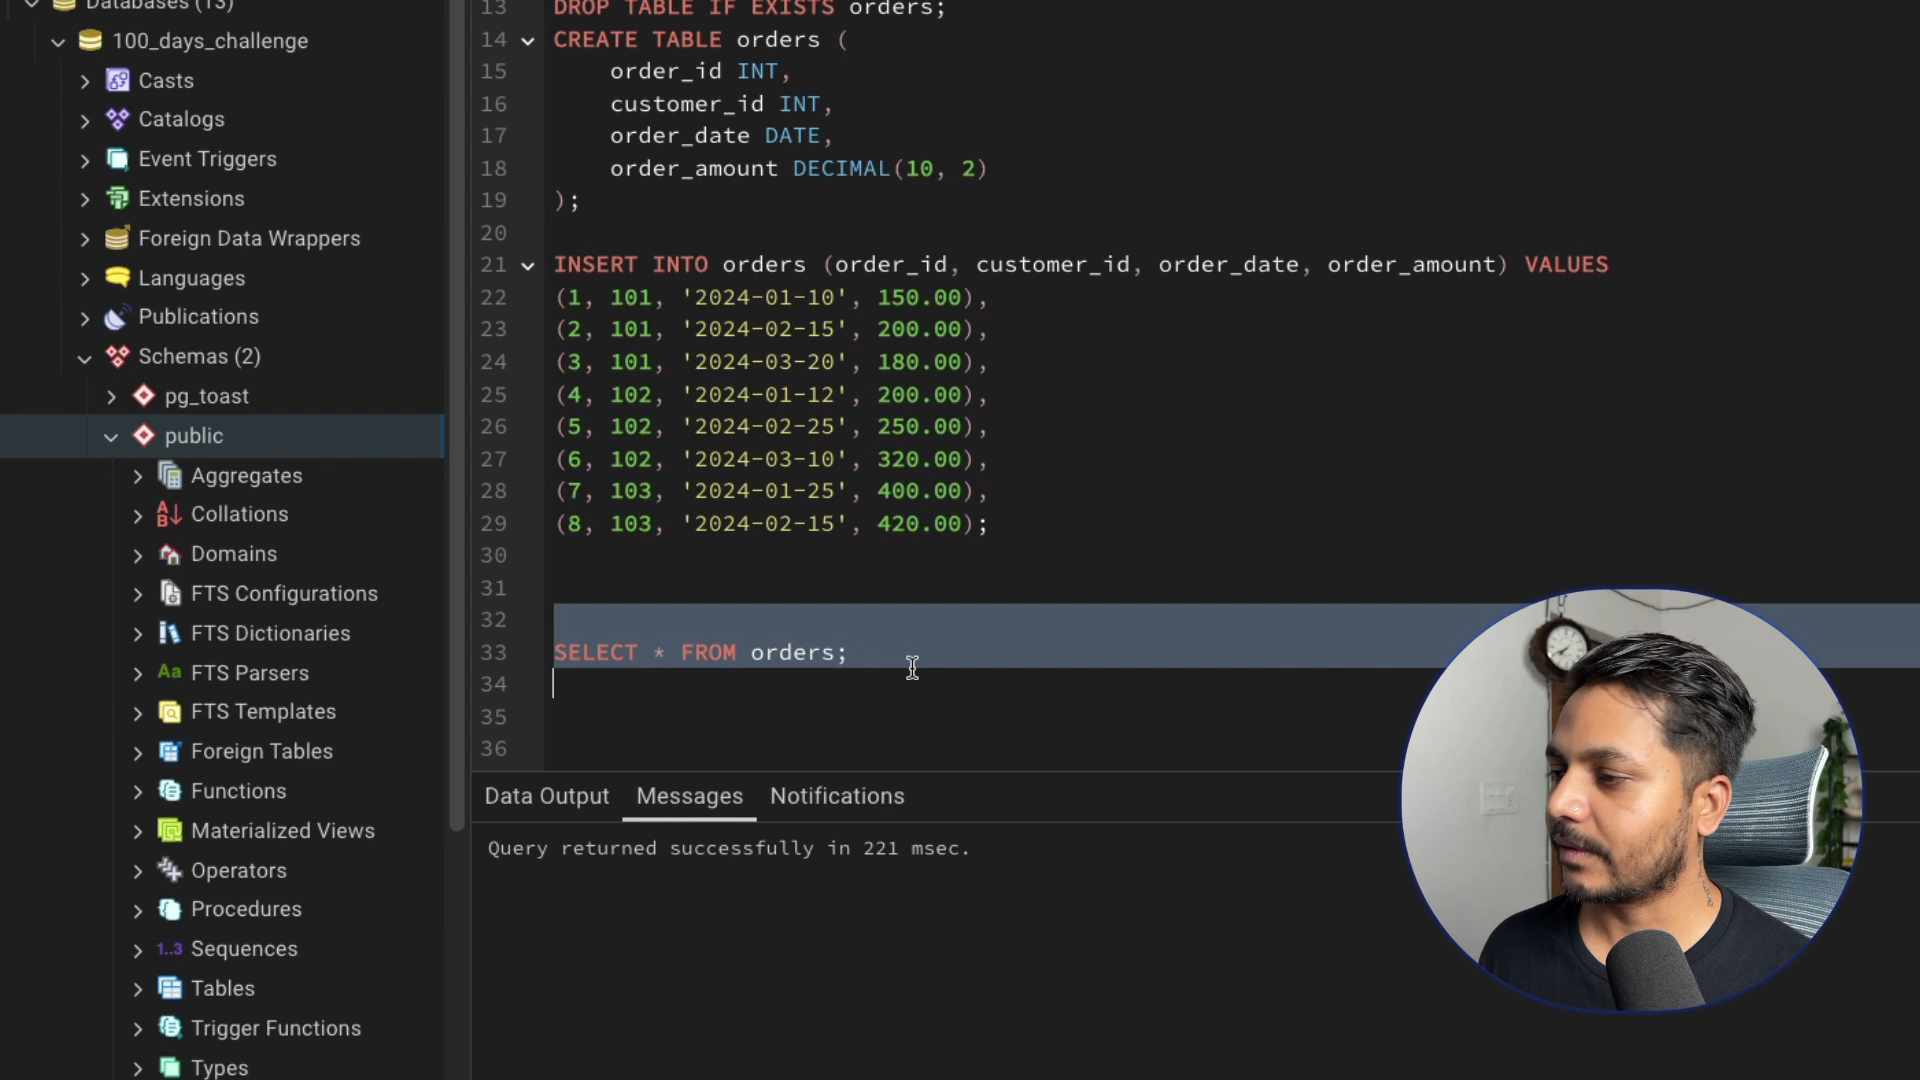 Databases (13)
100_days_challenge
Casts
Catalogs
Event Triggers
Extensions
Foreign Data Wrappers
Languages
Publications
Schemas (2)
pg_toast
public
Aggregates
Collations
Domains
FTS Configurations
FTS Dictionaries
FTS Parsers
FTS Templates
Foreign Tables
Functions
Materialized Views
Operators
Procedures
1..3 Sequences
Tables
Trigger Functions
Types
13 DROP TABLE IF EXISTS orders;
14 CREATE TABLE orders (
15 order_id INT,
16 customer_id INT,
17 order_date DATE,
18 order_amount DECIMAL(10, 2)
19 );
20
21 INSERT INTO orders (order_id, customer_id, order_date, order_amount) VALUES
22 (1, 101, '2024-01-10', 150.00),
23 (2, 101, '2024-02-15', 200.00),
24 (3, 101, '2024-03-20', 180.00),
25 (4, 102, '2024-01-12', 200.00),
26 (5, 102, '2024-02-25', 250.00),
27 (6, 102, '2024-03-10', 320.00),
28 (7, 103, '2024-01-25', 400.00),
29 (8, 103, '2024-02-15', 420.00);
30
31
32
33 SELECT * FROM orders;
34
35
36
Data Output Messages Notifications
Query returned successfully in 221 msec.